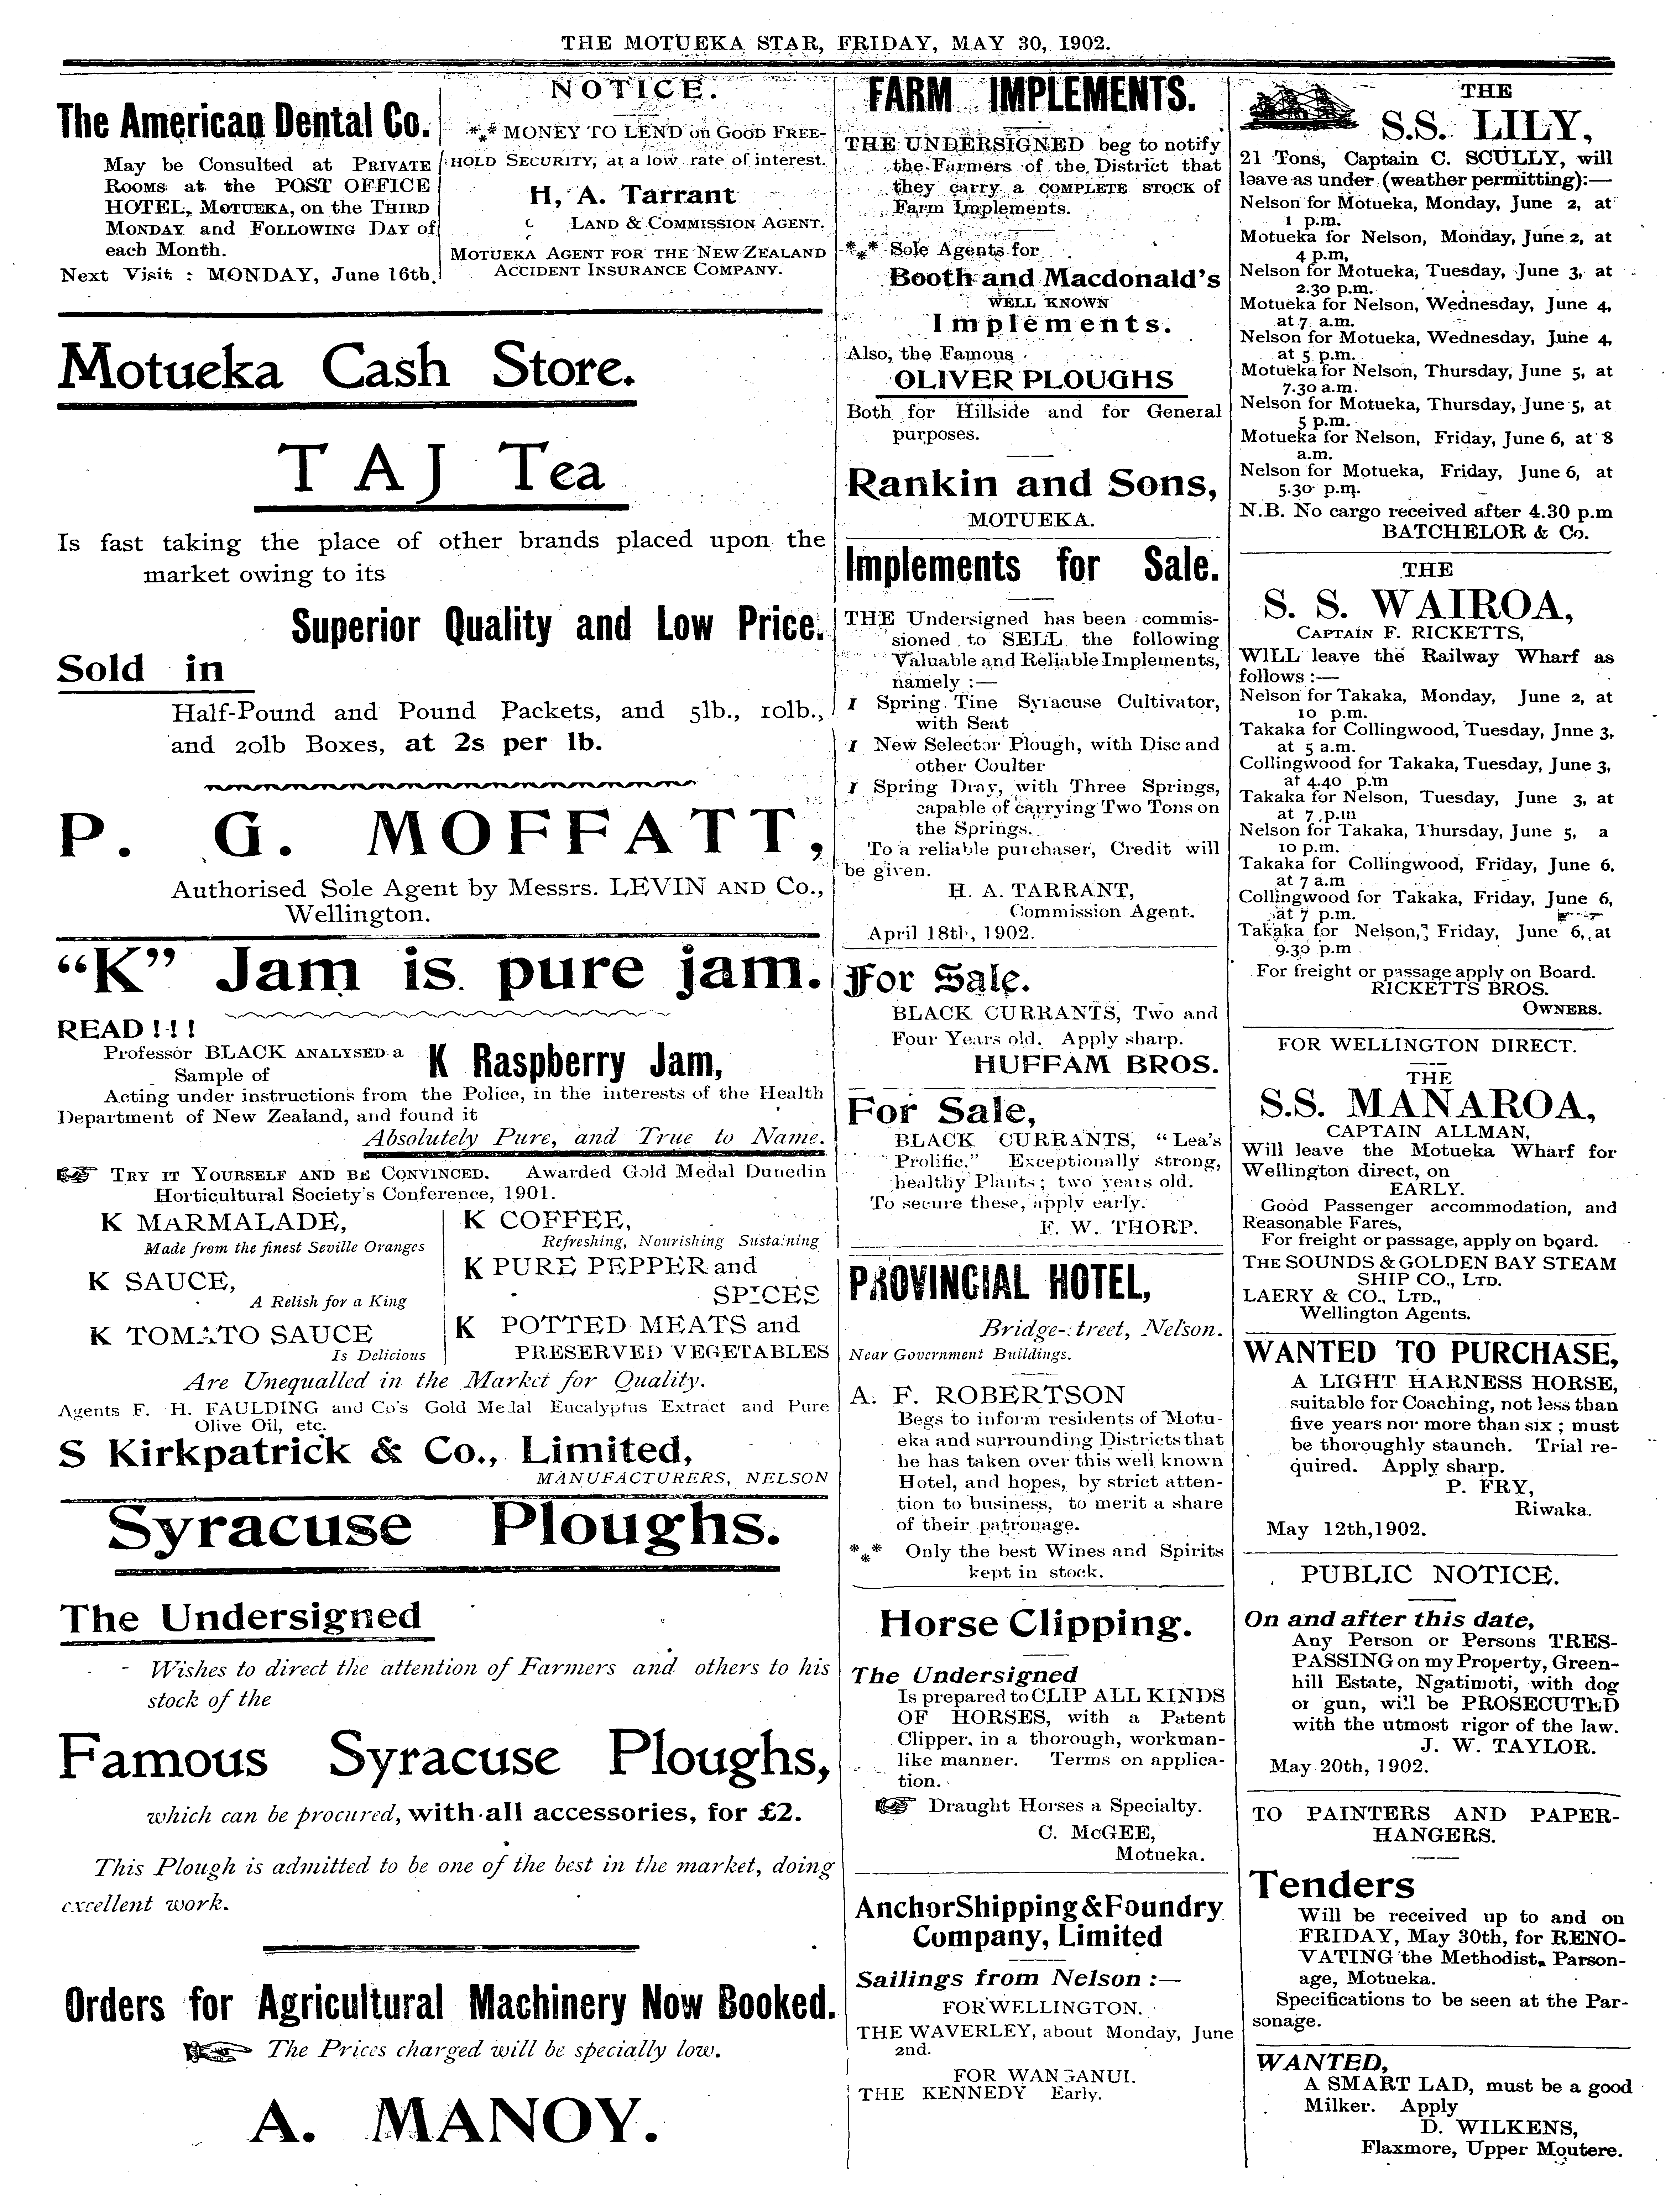 THE MOTUEKA STAR, FRIDAY, MAY 30, 1902.
The American Dental Co.
May be Consulted at PRIVATE
ROOMS at the POST OFFICE
HOTEL, MOTUEKA, on the THIRD
MONDAY and FOLLOWING DAY of
each Month.
Next Visit : MONDAY, June 16th.
NOTICE.
*** MONEY TO LEND on GOOD FREE-
HOLD SECURITY, at a low rate of interest.
H. A. Tarrant
LAND & COMMISSION AGENT.
MOTUEKA AGENT FOR THE NEW ZEALAND
ACCIDENT INSURANCE COMPANY.
Motueka Cash Store.
TAJ Tea
Is fast taking the place of other brands placed upon the
market owing to its
Superior Quality and Low Price.
Sold in
Half-Pound and Pound Packets, and 5lb., 10lb.,
and 20lb Boxes, at 2s per lb.
P. G. MOFFATT,
Authorised Sole Agent by Messrs. LEVIN AND Co.,
Wellington.
"K" Jam is pure jam.
READ ! ! !
Professor BLACK ANALYSED a
Sample of
K Raspberry Jam,
Acting under instructions from the Police, in the interests of the Health
Department of New Zealand, and found it
Absolutely Pure, and True to Name.
TRY IT YOURSELF AND BE CONVINCED. Awarded Gold Medal Dunedin
Horticultural Society's Conference, 1901.
K MARMALADE,
Made from the finest Seville Oranges
K SAUCE,
A Relish for a King
K TOMATO SAUCE
Is Delicious
K COFFEE,
Refreshing, Nourishing Sustaining
K PURE PEPPER and
SPICES
K POTTED MEATS and
PRESERVED VEGETABLES
Are Unequalled in the Market for Quality.
Agents F. H. FAULDING and Co's Gold Medal Eucalyptus Extract and Pure
Olive Oil, etc.
S Kirkpatrick & Co., Limited,
MANUFACTURERS, NELSON
Syracuse Ploughs.
The Undersigned
Wishes to direct the attention of Farmers and others to his
stock of the
Famous Syracuse Ploughs,
which can be procured, with all accessories, for £2.
This Plough is admitted to be one of the best in the market, doing
excellent work.
Orders for Agricultural Machinery Now Booked.
The Prices charged will be specially low.
A. MANOY.
FARM IMPLEMENTS.
THE UNDERSIGNED beg to notify
the Farmers of the District that
they carry a COMPLETE STOCK of
Farm Implements.
*** Sole Agents for
Booth and Macdonald's
WELL KNOWN
Implements.
Also, the Famous
OLIVER PLOUGHS
Both for Hillside and for General
purposes.
Rankin and Sons,
MOTUEKA.
Implements for Sale.
THE Undersigned has been commis-
sioned to SELL the following
Valuable and Reliable Implements,
namely :—
1 Spring Tine Syracuse Cultivator,
with Seat
1 New Selector Plough, with Disc and
other Coulter
1 Spring Dray, with Three Springs,
capable of carrying Two Tons on
the Springs.
To a reliable purchaser, Credit will
be given.
H. A. TARRANT,
Commission Agent.
April 18th, 1902.
For Sale.
BLACK CURRANTS, Two and
Four Years old. Apply sharp.
HUFFAM BROS.
For Sale,
BLACK CURRANTS, "Lea's
Prolific." Exceptionally strong,
healthy Plants; two years old.
To secure these, apply early.
F. W. THORP.
PROVINCIAL HOTEL,
Bridge-street, Nelson.
Near Government Buildings.
A. F. ROBERTSON
Begs to inform residents of Motu-
eka and surrounding Districts that
he has taken over this well known
Hotel, and hopes, by strict atten-
tion to business, to merit a share
of their patronage.
*** Only the best Wines and Spirits
kept in stock.
Horse Clipping.
The Undersigned
Is prepared to CLIP ALL KINDS
OF HORSES, with a Patent
Clipper, in a thorough, workman-
like manner. Terms on applica-
tion.
Draught Horses a Specialty.
C. McGEE,
Motueka.
Anchor Shipping & Foundry
Company, Limited
Sailings from Nelson :—
FOR WELLINGTON.
THE WAVERLEY, about Monday, June
2nd.
FOR WANGANUI.
THE KENNEDY Early.
THE
S.S. LILY,
21 Tons, Captain C. SCULLY, will
leave as under (weather permitting):—
Nelson for Motueka, Monday, June 2, at
1 p.m.
Motueka for Nelson, Monday, June 2, at
4 p.m,
Nelson for Motueka, Tuesday, June 3, at
2.30 p.m.
Motueka for Nelson, Wednesday, June 4,
at 7 a.m.
Nelson for Motueka, Wednesday, June 4,
at 5 p.m.
Motueka for Nelson, Thursday, June 5, at
7.30 a.m.
Nelson for Motueka, Thursday, June 5, at
5 p.m.
Motueka for Nelson, Friday, June 6, at 8
a.m.
Nelson for Motueka, Friday, June 6, at
5.30 p.m.
N.B. No cargo received after 4.30 p.m
BATCHELOR & Co.
THE
S. S. WAIROA,
CAPTAIN F. RICKETTS,
WILL leave the Railway Wharf as
follows :—
Nelson for Takaka, Monday, June 2, at
10 p.m.
Takaka for Collingwood, Tuesday, Jnne 3,
at 5 a.m.
Collingwood for Takaka, Tuesday, June 3,
at 4.40 p.m
Takaka for Nelson, Tuesday, June 3, at
at 7 p.m
Nelson for Takaka, Thursday, June 5, a
10 p.m.
Takaka for Collingwood, Friday, June 6,
at 7 a.m
Collingwood for Takaka, Friday, June 6,
at 7 p.m.
Takaka for Nelson, Friday, June 6, at
9.30 p.m
For freight or passage apply on Board.
RICKETTS BROS.
OWNERS.
FOR WELLINGTON DIRECT.
THE
S.S. MANAROA,
CAPTAIN ALLMAN,
Will leave the Motueka Wharf for
Wellington direct, on
EARLY.
Good Passenger accommodation, and
Reasonable Fares,
For freight or passage, apply on board.
THE SOUNDS & GOLDEN BAY STEAM
SHIP CO., LTD.
LAERY & CO., LTD.,
Wellington Agents.
WANTED TO PURCHASE,
A LIGHT HARNESS HORSE,
suitable for Coaching, not less than
five years nor more than six; must
be thoroughly staunch. Trial re-
quired. Apply sharp.
P. FRY,
Riwaka.
May 12th, 1902.
PUBLIC NOTICE.
On and after this date,
Any Person or Persons TRES-
PASSING on my Property, Green-
hill Estate, Ngatimoti, with dog
or gun, will be PROSECUTED
with the utmost rigor of the law.
J. W. TAYLOR.
May 20th, 1902.
TO PAINTERS AND PAPER-
HANGERS.
Tenders
Will be received up to and on
FRIDAY, May 30th, for RENO-
VATING the Methodist Parson-
age, Motueka.
Specifications to be seen at the Par-
sonage.
WANTED,
A SMART LAD, must be a good
Milker. Apply
D. WILKENS,
Flaxmore, Upper Moutere.